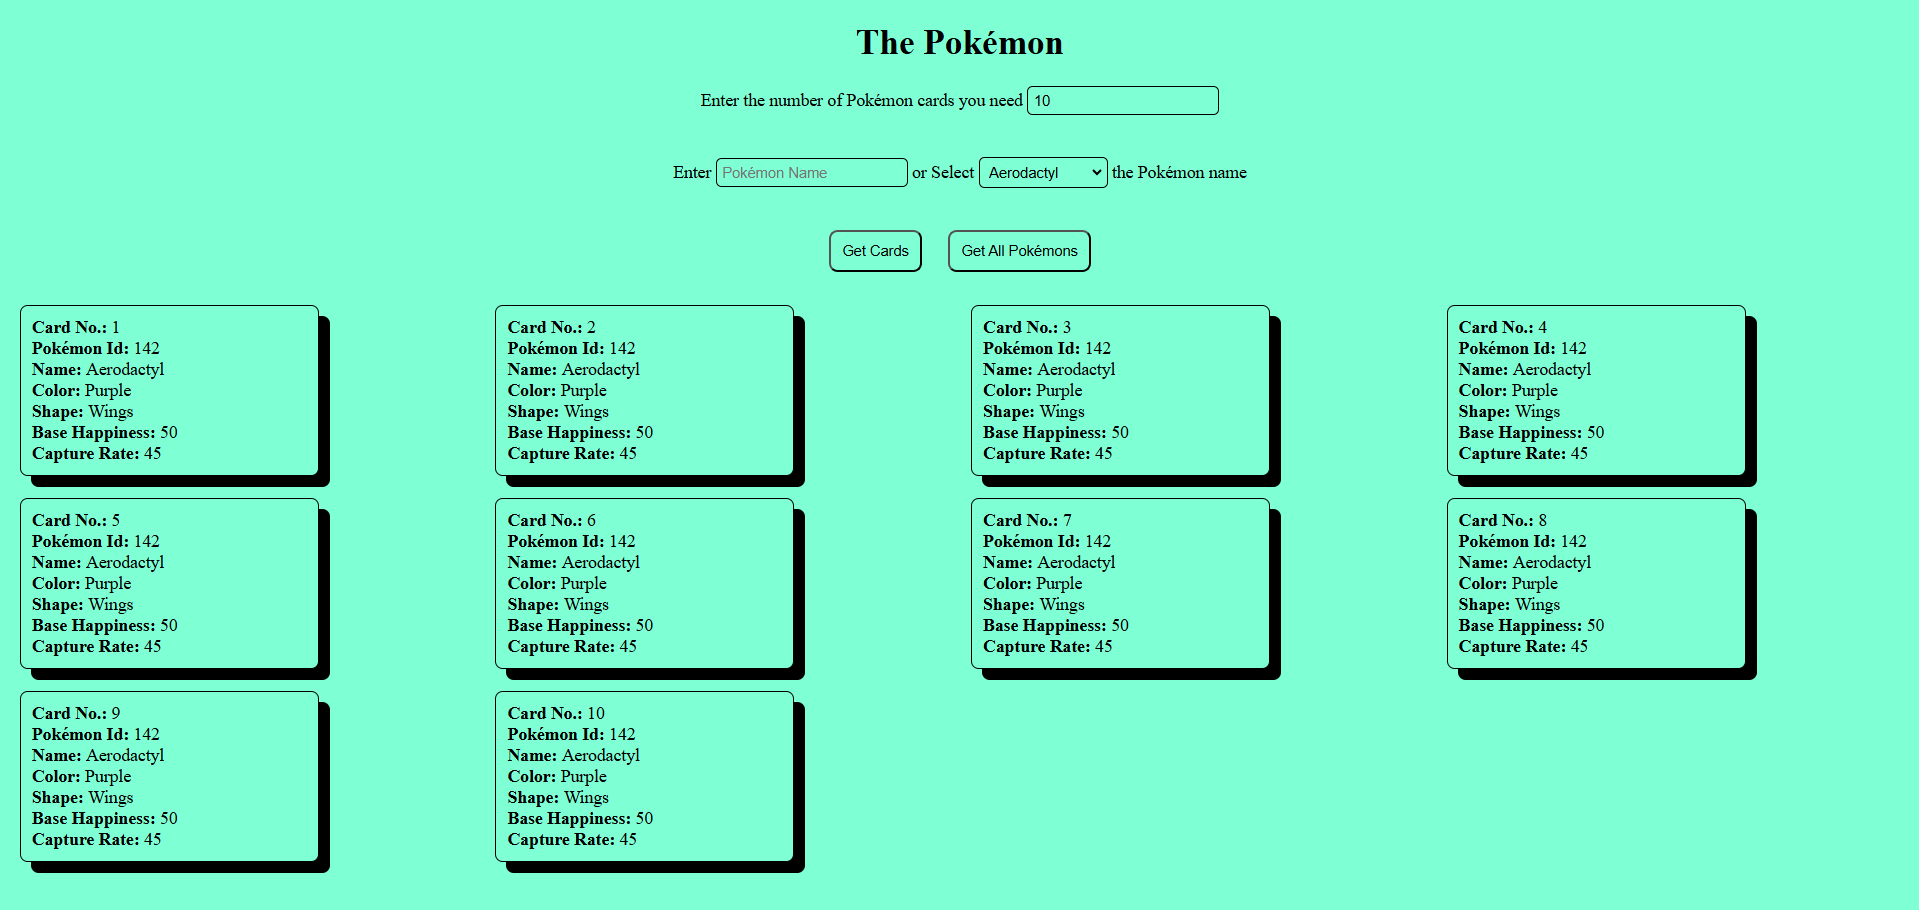 The Pokémon
Enter the number of Pokémon cards you need 10
Enter Pokémon Name or Select Aerodactyl the Pokémon name
Get Cards Get All Pokémons
Card No.: 1
Pokémon Id: 142
Name: Aerodactyl
Color: Purple
Shape: Wings
Base Happiness: 50
Capture Rate: 45
Card No.: 2
Pokémon Id: 142
Name: Aerodactyl
Color: Purple
Shape: Wings
Base Happiness: 50
Capture Rate: 45
Card No.: 3
Pokémon Id: 142
Name: Aerodactyl
Color: Purple
Shape: Wings
Base Happiness: 50
Capture Rate: 45
Card No.: 4
Pokémon Id: 142
Name: Aerodactyl
Color: Purple
Shape: Wings
Base Happiness: 50
Capture Rate: 45
Card No.: 5
Pokémon Id: 142
Name: Aerodactyl
Color: Purple
Shape: Wings
Base Happiness: 50
Capture Rate: 45
Card No.: 6
Pokémon Id: 142
Name: Aerodactyl
Color: Purple
Shape: Wings
Base Happiness: 50
Capture Rate: 45
Card No.: 7
Pokémon Id: 142
Name: Aerodactyl
Color: Purple
Shape: Wings
Base Happiness: 50
Capture Rate: 45
Card No.: 8
Pokémon Id: 142
Name: Aerodactyl
Color: Purple
Shape: Wings
Base Happiness: 50
Capture Rate: 45
Card No.: 9
Pokémon Id: 142
Name: Aerodactyl
Color: Purple
Shape: Wings
Base Happiness: 50
Capture Rate: 45
Card No.: 10
Pokémon Id: 142
Name: Aerodactyl
Color: Purple
Shape: Wings
Base Happiness: 50
Capture Rate: 45